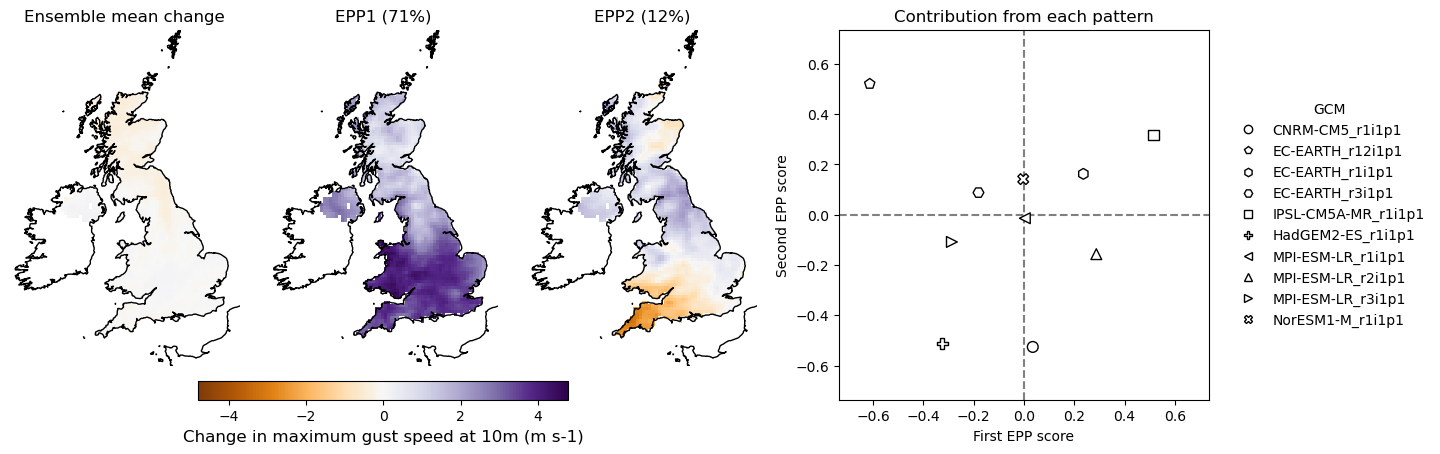 Ensemble mean change
EPP1 (71%)
EPP2 (12%)
Contribution from each pattern
−4 −2 0 2 4
Change in maximum gust speed at 10m (m s-1)
Second EPP score
0.6
0.4
0.2
0.0
−0.2
−0.4
−0.6
−0.6 −0.4 −0.2 0.0 0.2 0.4 0.6
First EPP score
GCM
CNRM-CM5_r1i1p1
EC-EARTH_r12i1p1
EC-EARTH_r1i1p1
EC-EARTH_r3i1p1
IPSL-CM5A-MR_r1i1p1
HadGEM2-ES_r1i1p1
MPI-ESM-LR_r1i1p1
MPI-ESM-LR_r2i1p1
MPI-ESM-LR_r3i1p1
NorESM1-M_r1i1p1